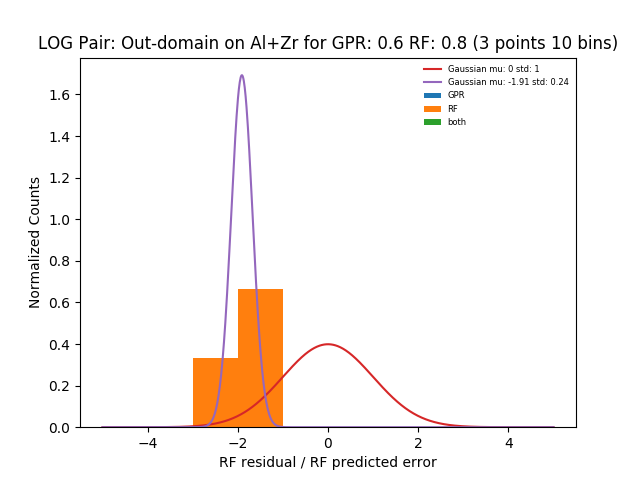 LOG Pair: Out-domain on Al+Zr for GPR: 0.6 RF: 0.8 (3 points 10 bins)
Gaussian mu: 0 std: 1
Gaussian mu: -1.91 std: 0.24
GPR
RF
both
Normalized Counts
1.6
1.4
1.2
1.0
0.8
0.6
0.4
0.2
0.0
−4
−2
0
2
4
RF residual / RF predicted error